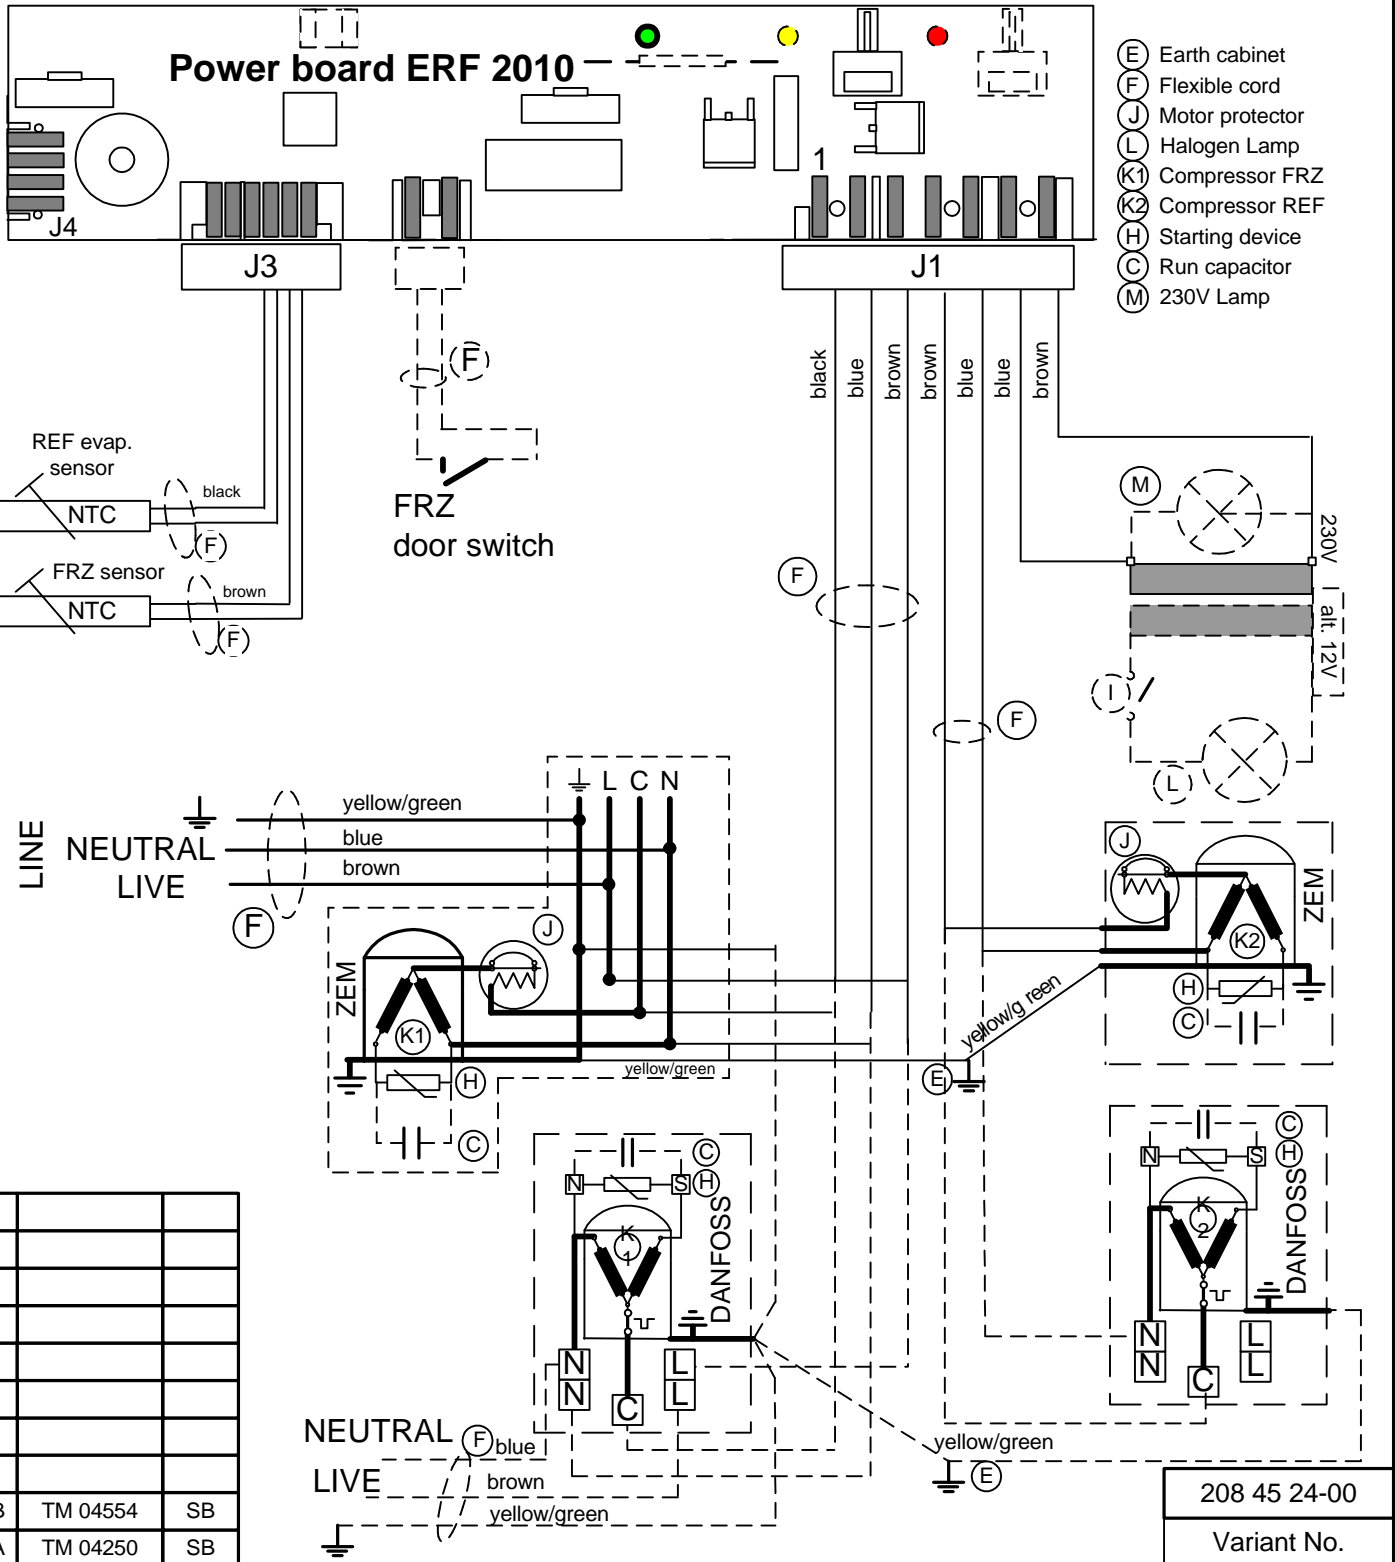 Power board ERF 2010
E Earth cabinet
F Flexible cord
J Motor protector
L Halogen Lamp
K1 Compressor FRZ
K2 Compressor REF
H Starting device
C Run capacitor
M 230V Lamp
1
J4
J3
J1
F
black
blue
brown
brown
blue
blue
brown
REF evap.
sensor
black
NTC
F
FRZ sensor
brown
NTC
F
FRZ
door switch
M
230V
F
alt. 12V
I
F
L
L C N
LINE
yellow/green
NEUTRAL
blue
LIVE
brown
F
J
ZEM
K1
H
C
yellow/green
J
ZEM
K2
H
C
yellow/g reen
E
C
N
S
H
K
1
DANFOSS
N
N
L
L
C
C
N
S
H
K
2
DANFOSS
N
N
L
L
C
NEUTRAL
F
blue
LIVE
brown
yellow/green
yellow/green
E
B TM 04554 SB
A TM 04250 SB
208 45 24-00
Variant No.